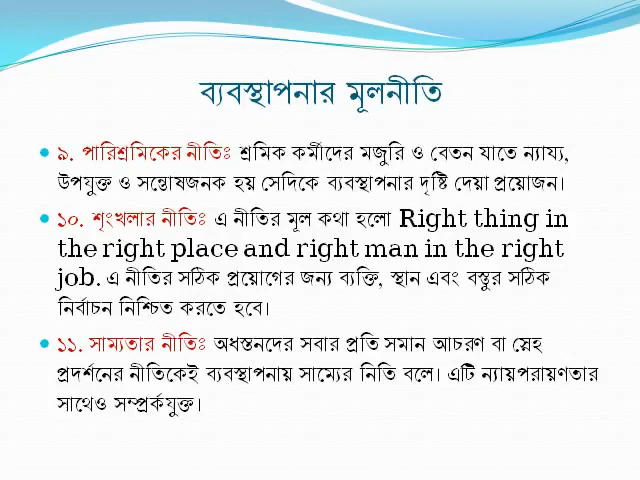 ব্যবস্থাপনার মূলনীতি
৯. পারিশ্রমিকের নীতিঃ শ্রমিক কর্মীদের মজুরি ও বেতন যাতে ন্যায্য,
উপযুক্ত ও সন্তোষজনক হয় সেদিকে ব্যবস্থাপনার দৃষ্টি দেয়া প্রয়োজন।
১০. শৃংখলার নীতিঃ এ নীতির মূল কথা হলো Right thing in
the right place and right man in the right
job. এ নীতির সঠিক প্রয়োগের জন্য ব্যক্তি, স্থান এবং বস্তুর সঠিক
নির্বাচন নিশ্চিত করতে হবে।
১১. সাম্যতার নীতিঃ অধস্তনদের সবার প্রতি সমান আচরণ বা স্নেহ
প্রদর্শনের নীতিকেই ব্যবস্থাপনায় সাম্যের নিতি বলে। এটি ন্যায়পরায়ণতার
সাথেও সম্প্রর্কযুক্ত।